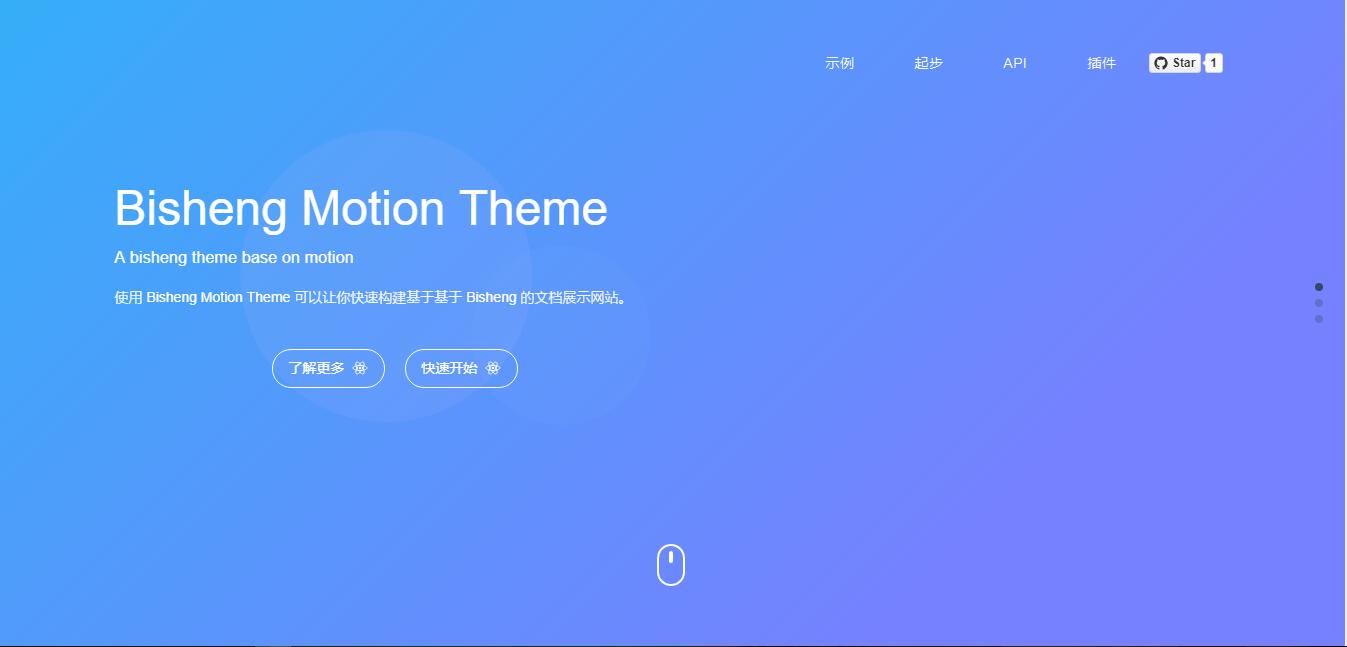 示例 起步 API 插件 Star 1
Bisheng Motion Theme
A bisheng theme base on motion
使用 Bisheng Motion Theme 可以让你快速构建基于基于 Bisheng 的文档展示网站。
了解更多 快速开始